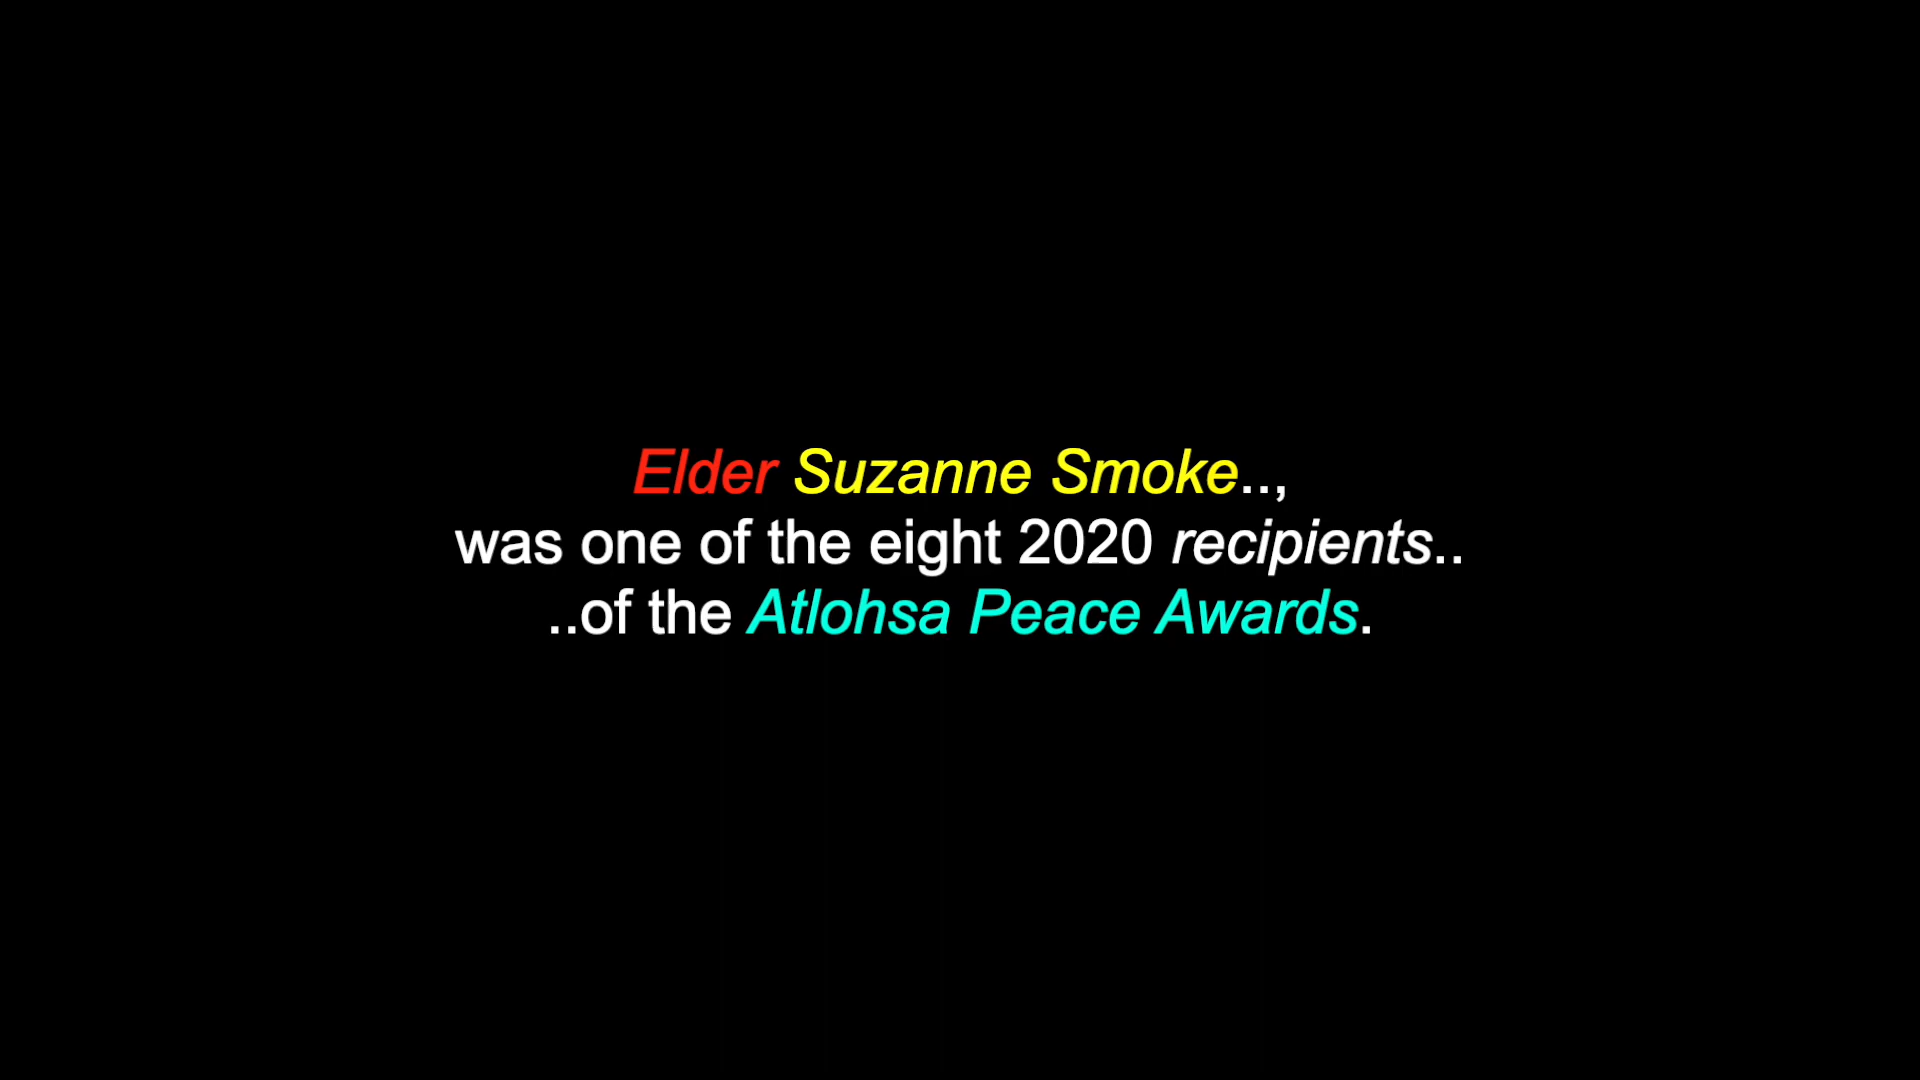 Elder Suzanne Smoke..,
was one of the eight 2020 recipients..
..of the Atlohsa Peace Awards.